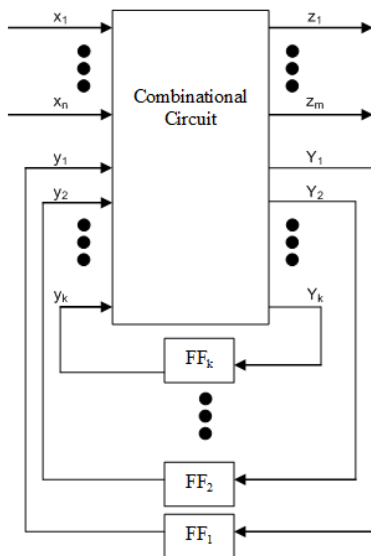 x₁ z₁
xₙ zₘ
Combinational
Circuit
y₁ Y₁
y₂ Y₂
yₖ Yₖ
FFₖ
FF₂
FF₁